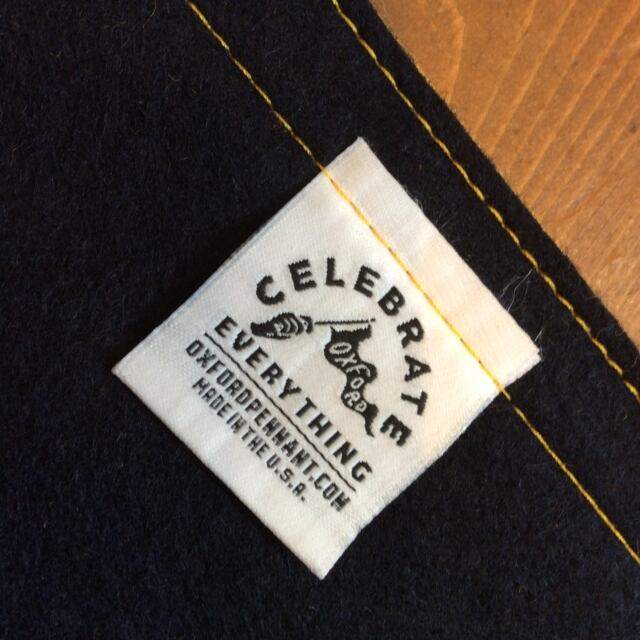 CELEBRATE
OXFORD
EVERYTHING
OXFORDPENNANT.COM
MADE IN THE U.S.A.